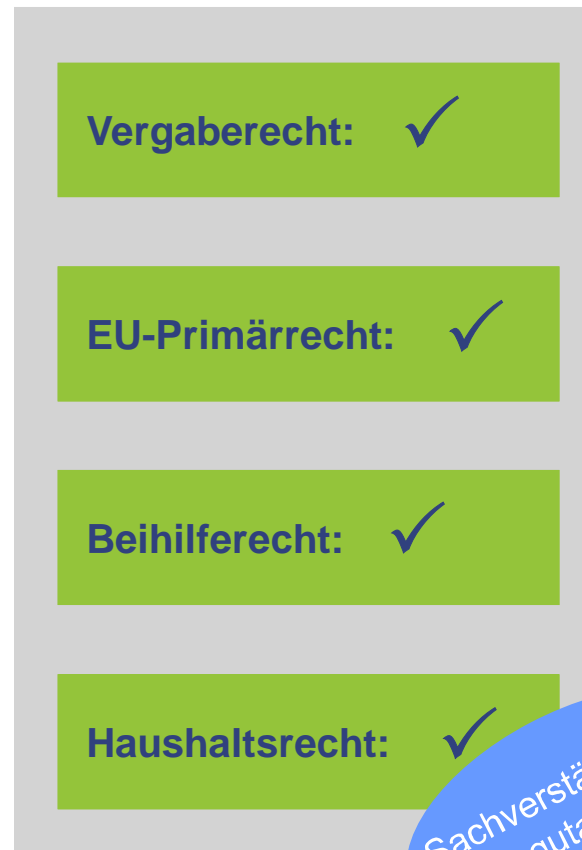 Vergaberecht: ✓
EU-Primärrecht: ✓
Beihilferecht: ✓
Haushaltsrecht: ✓